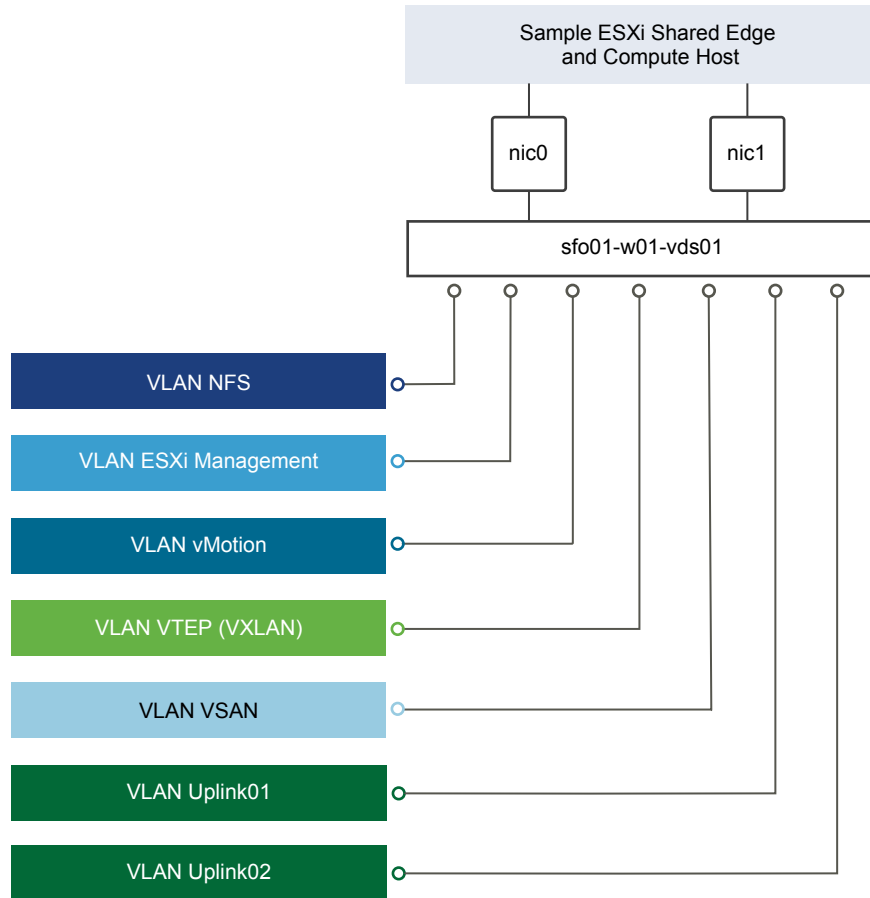 Sample ESXi Shared Edge
and Compute Host
nic0
nic1
sfo01-w01-vds01
VLAN NFS
VLAN ESXi Management
VLAN vMotion
VLAN VTEP (VXLAN)
VLAN VSAN
VLAN Uplink01
VLAN Uplink02